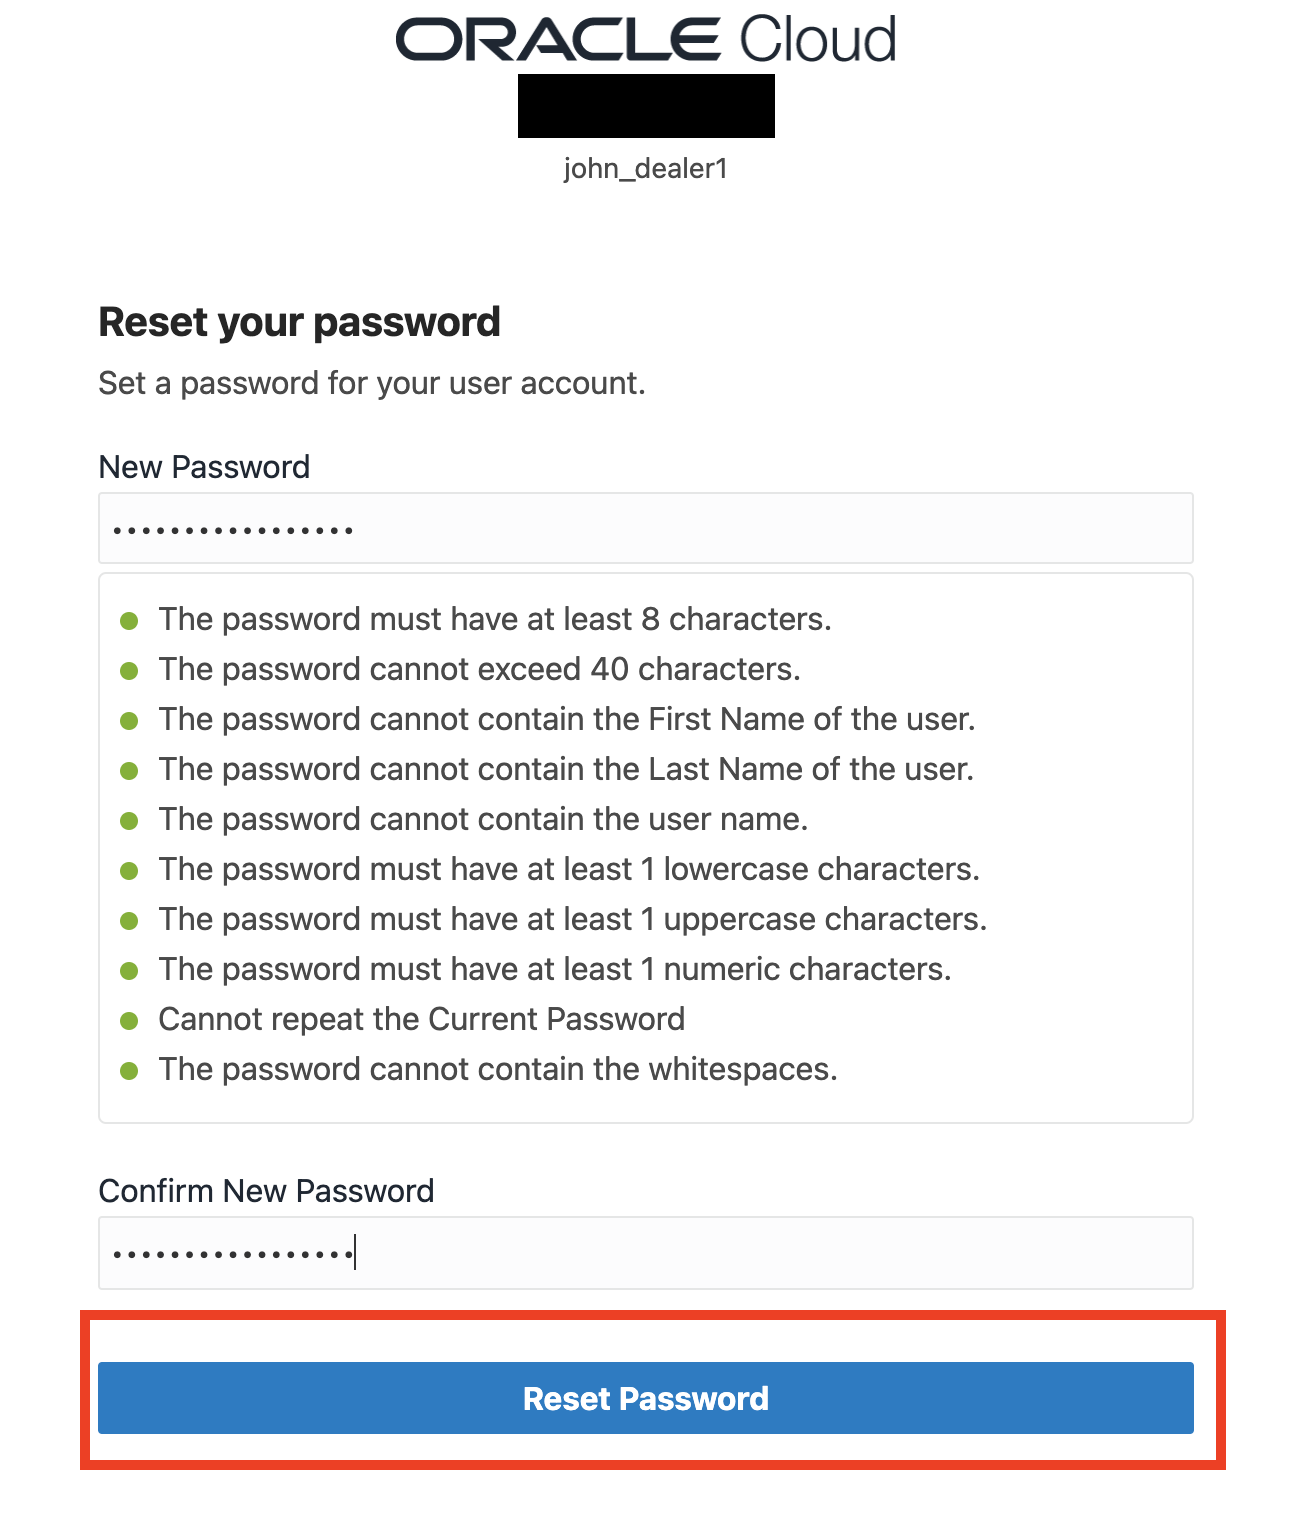 ORACLE Cloud
john_dealer1
Reset your password
Set a password for your user account.
New Password
•••••••••••••••••
The password must have at least 8 characters.
The password cannot exceed 40 characters.
The password cannot contain the First Name of the user.
The password cannot contain the Last Name of the user.
The password cannot contain the user name.
The password must have at least 1 lowercase characters.
The password must have at least 1 uppercase characters.
The password must have at least 1 numeric characters.
Cannot repeat the Current Password
The password cannot contain the whitespaces.
Confirm New Password
•••••••••••••••••
Reset Password